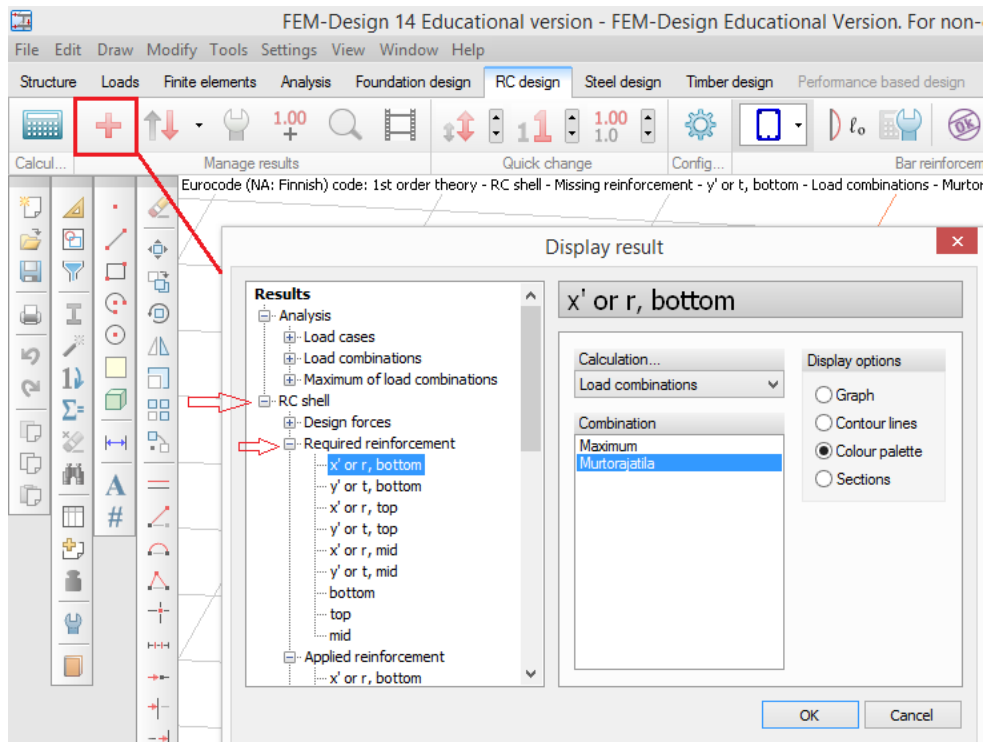 FEM-Design 14 Educational version - FEM-Design Educational Version. For non-
File Edit Draw Modify Tools Settings View Window Help
Structure Loads Finite elements Analysis Foundation design RC design Steel design Timber design Performance based design
1.00
1 1
1.00
1.0
ℓo
OK
Calcul... Manage results Quick change Config... Bar reinforcem
Eurocode (NA: Finnish) code: 1st order theory - RC shell - Missing reinforcement - y' or t, bottom - Load combinations - Murtor
Display result
Results
Analysis
Load cases
Load combinations
Maximum of load combinations
RC shell
Design forces
Required reinforcement
x' or r, bottom
y' or t, bottom
x' or r, top
y' or t, top
x' or r, mid
y' or t, mid
bottom
top
mid
Applied reinforcement
x' or r, bottom
x' or r, bottom
Calculation...
Load combinations
Combination
Maximum
Murtorajatila
Display options
Graph
Contour lines
Colour palette
Sections
OK Cancel
1
Σ=
A
#